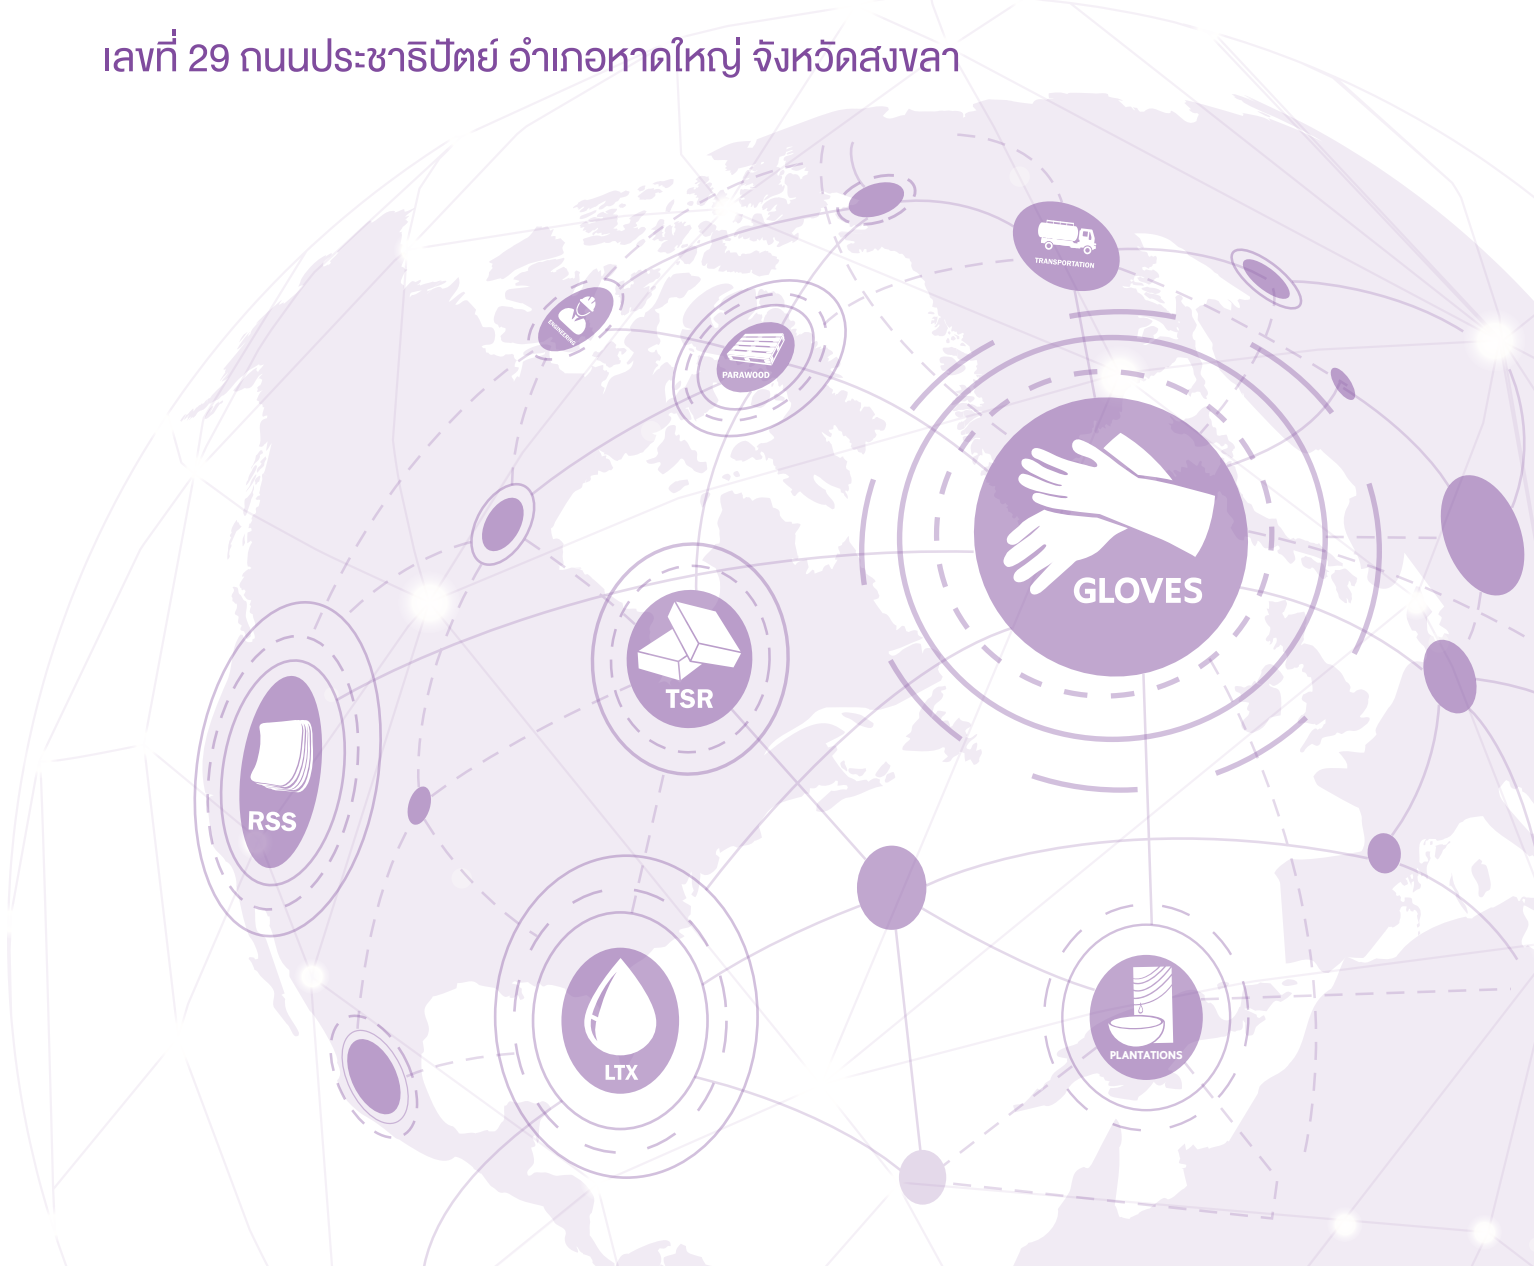 เลขที่ 29 ถนนประชาธิปัตย์ อำเภอหาดใหญ่ จังหวัดสงขลา
TRANSPORTATION
ENGINEERING
PARAWOOD
GLOVES
TSR
RSS
LTX
PLANTATIONS